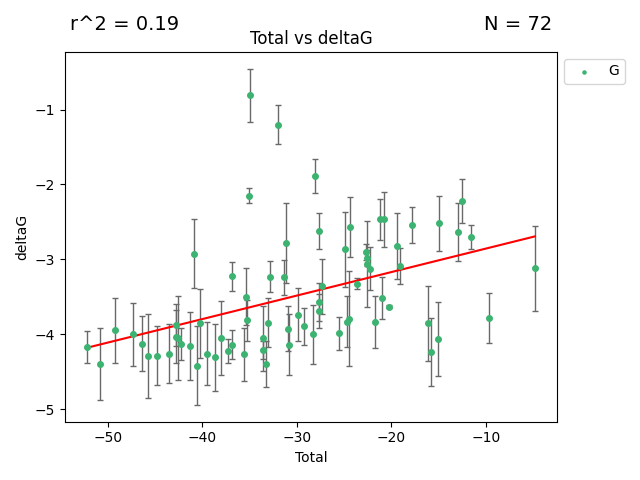 r^2 = 0.19
N = 72
Total vs deltaG
G
deltaG
−1
−2
−3
−4
−5
−50 −40 −30 −20 −10
Total